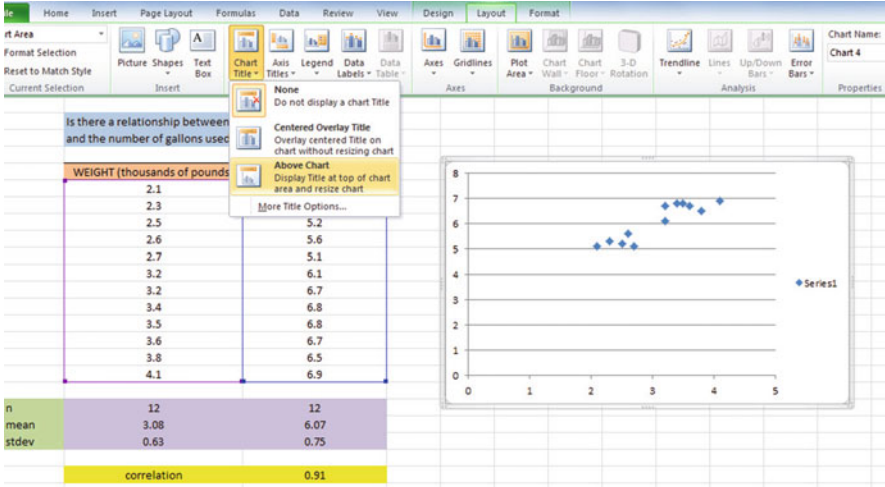 Home Insert Page Layout Formulas Data Review View Design Layout Format
Chart Name:
Chart 4
Format Selection
Reset to Match Style
Current Selection
Picture Shapes Text Box
Insert
Chart Title Axis Titles Legend Data Labels Data Table
Axes Gridlines
Axes
Plot Area Chart Wall Chart Floor 3-D Rotation
Background
Trendline Lines Up/Down Bars Error Bars
Analysis
Properties
None
Do not display a chart Title
Centered Overlay Title
Overlay centered Title on
chart without resizing chart
Above Chart
Display Title at top of chart
area and resize chart
More Title Options...
Is there a relationship between
and the number of gallons used
WEIGHT (thousands of pounds
2.1
2.3
2.5 5.2
2.6 5.6
2.7 5.1
3.2 6.1
3.2 6.7
3.4 6.8
3.5 6.8
3.6 6.7
3.8 6.5
4.1 6.9
n 12 12
mean 3.08 6.07
stdev 0.63 0.75
correlation 0.91
8
7
6
5
4
3
2
1
0
0 1 2 3 4 5
Series1